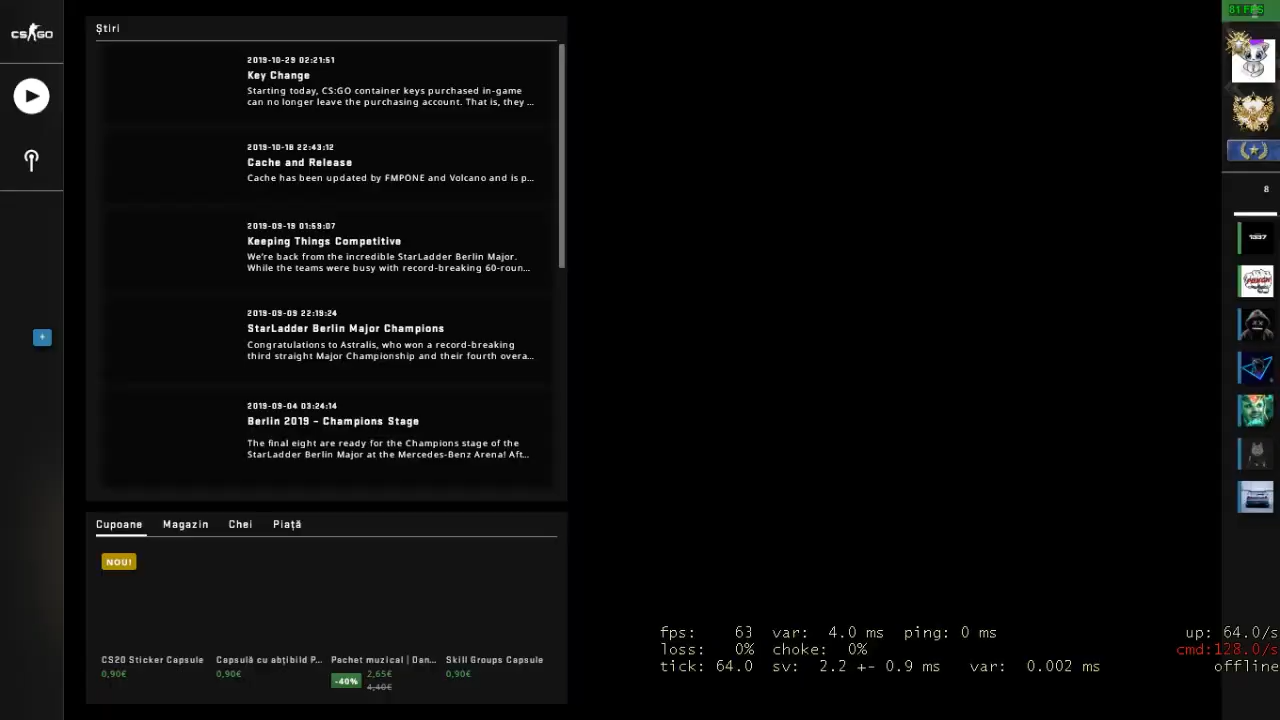 CS GO
Știri
2019-10-29 02:21:51
Key Change
Starting today, CS:GO container keys purchased in-game
can no longer leave the purchasing account. That is, they ...
2019-10-16 22:43:12
Cache and Release
Cache has been updated by FMPONE and Volcano and is p...
2019-09-19 01:59:07
Keeping Things Competitive
We're back from the incredible StarLadder Berlin Major.
While the teams were busy with record-breaking 60-roun...
2019-09-09 22:19:24
StarLadder Berlin Major Champions
Congratulations to Astralis, who won a record-breaking
third straight Major Championship and their fourth overa...
2019-09-04 03:24:14
Berlin 2019 – Champions Stage
The final eight are ready for the Champions stage of the
StarLadder Berlin Major at the Mercedes-Benz Arena! Aft...
Cupoane Magazin Chei Piață
NOU!
CS20 Sticker Capsule
0,90€
Capsulă cu abțibild P...
0,90€
Pachet muzical | Dan...
-40% 2,65€
4,40€
Skill Groups Capsule
0,90€
fps: 63 var: 4.0 ms ping: 0 ms
loss: 0% choke: 0%
tick: 64.0 sv: 2.2 +- 0.9 ms var: 0.002 ms
up: 64.0/s
cmd:128.0/s
offline
81 FPS
8
1337